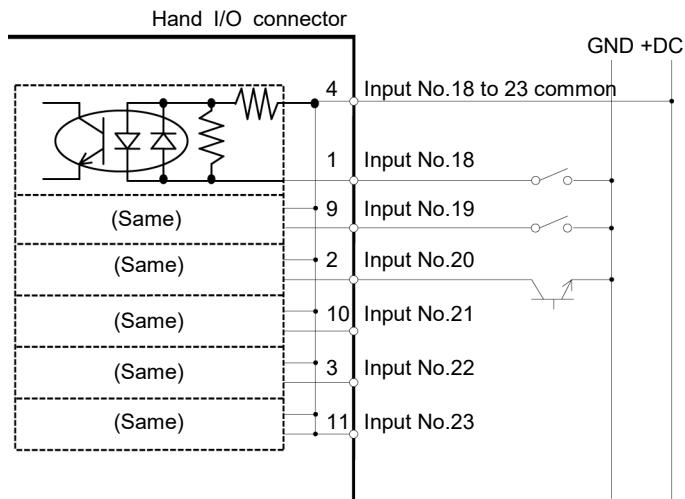 Hand I/O connector
GND +DC
4 Input No.18 to 23 common
1 Input No.18
9 Input No.19
(Same)
2 Input No.20
(Same)
10 Input No.21
(Same)
3 Input No.22
(Same)
11 Input No.23
(Same)